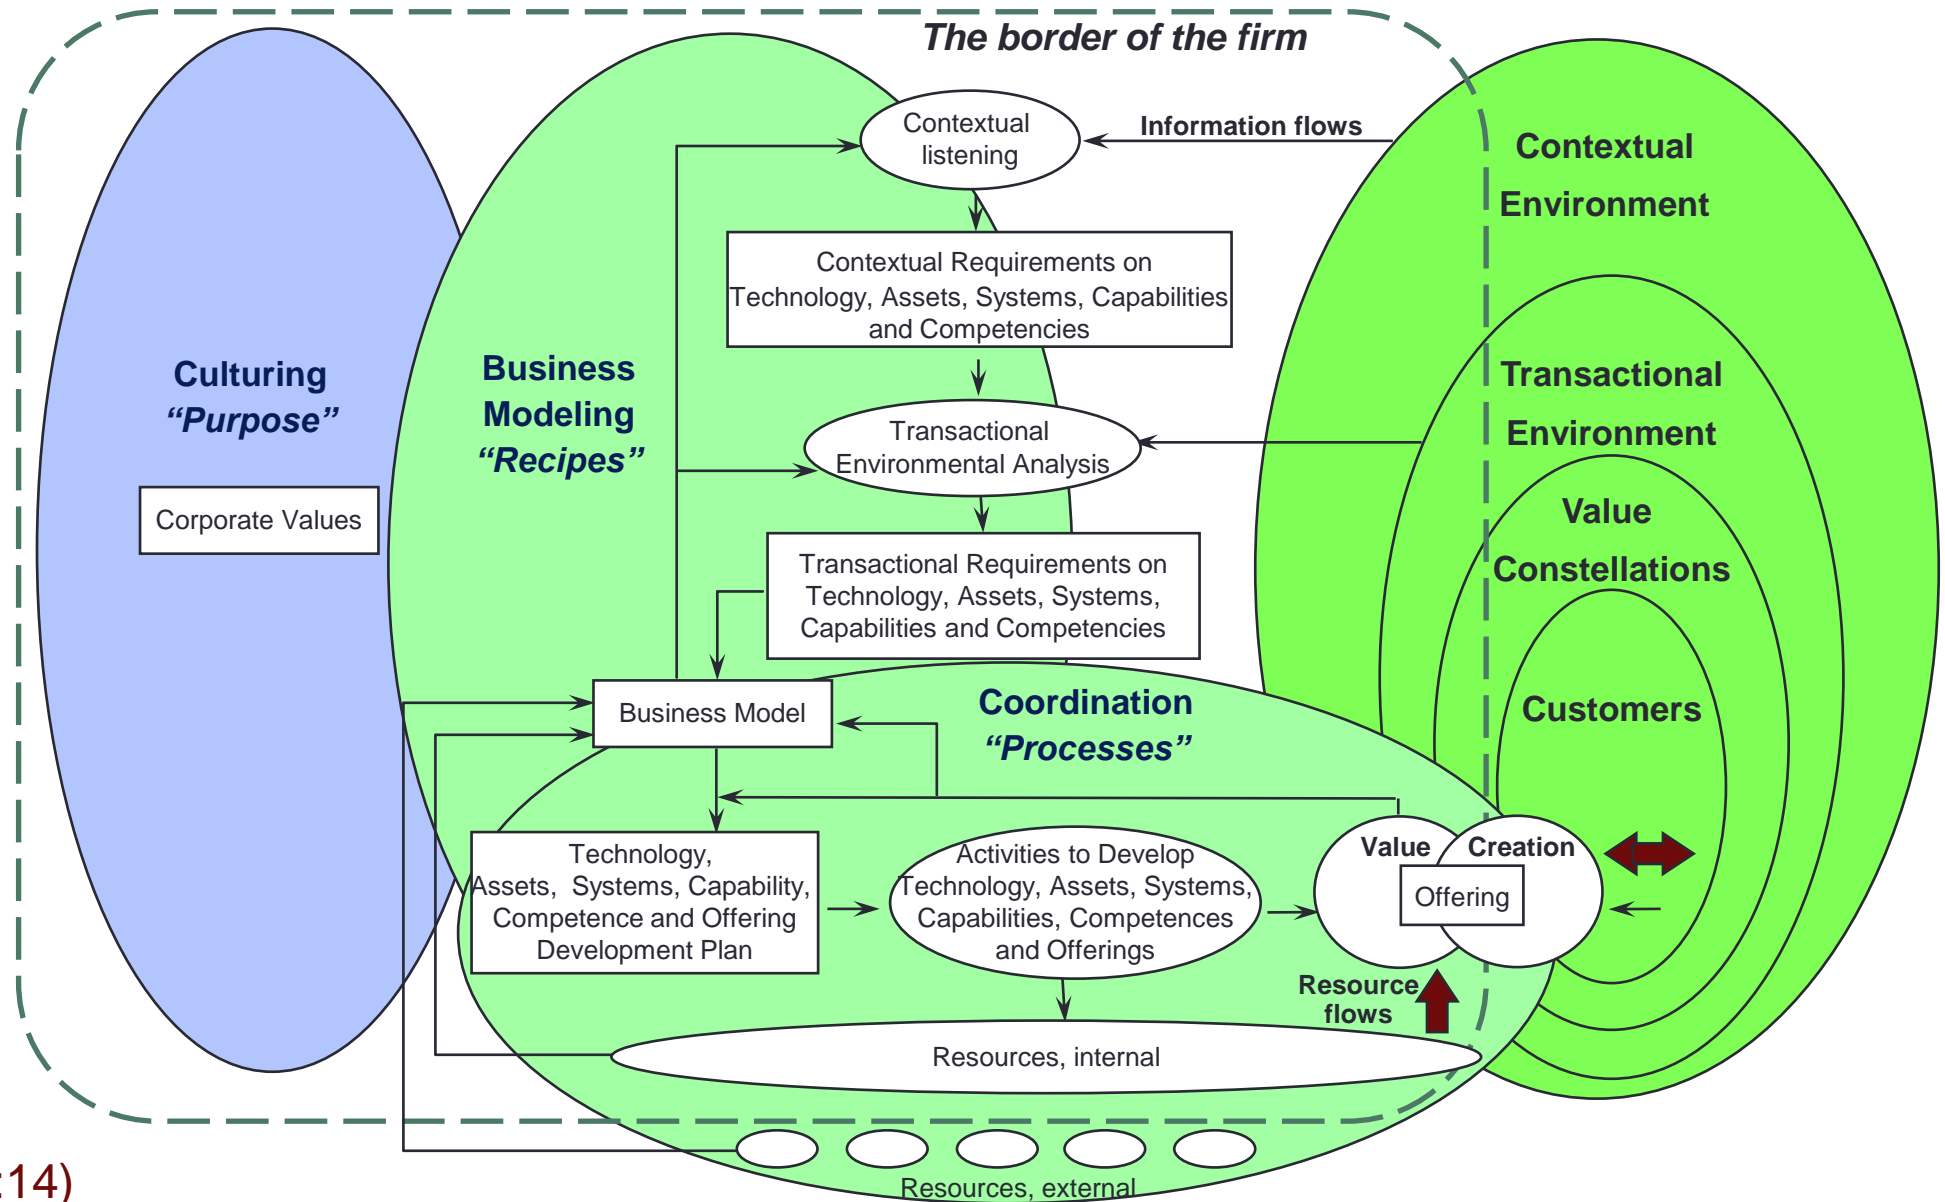 The border of the firm
Contextual
listening
Information flows
Contextual
Environment
Contextual Requirements on
Technology, Assets, Systems, Capabilities
and Competencies
Culturing
“Purpose”
Business
Modeling
“Recipes”
Transactional
Environment
Transactional
Environmental Analysis
Corporate Values
Value
Constellations
Transactional Requirements on
Technology, Assets, Systems,
Capabilities and Competencies
Business Model
Coordination
“Processes”
Customers
Technology,
Assets, Systems, Capability,
Competence and Offering
Development Plan
Activities to Develop
Technology, Assets, Systems,
Capabilities, Competences
and Offerings
Value Creation
Offering
Resource
flows
Resources, internal
Resources, external
:14)